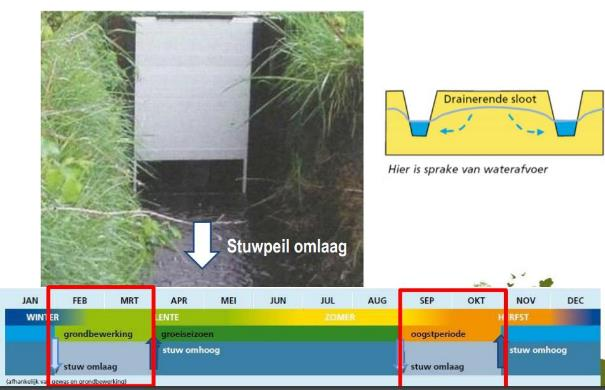 Drainerende sloot
Hier is sprake van waterafvoer
Stuwpeil omlaag
JAN FEB MRT APR MEI JUN JUL AUG SEP OKT NOV DEC
WINTER LENTE ZOMER HERFST
grondbewerking groeiseizoen oogstperiode
stuw omhoog stuw omhoog
stuw omlaag stuw omlaag
(afhankelijk van gewas en grondbewerking)